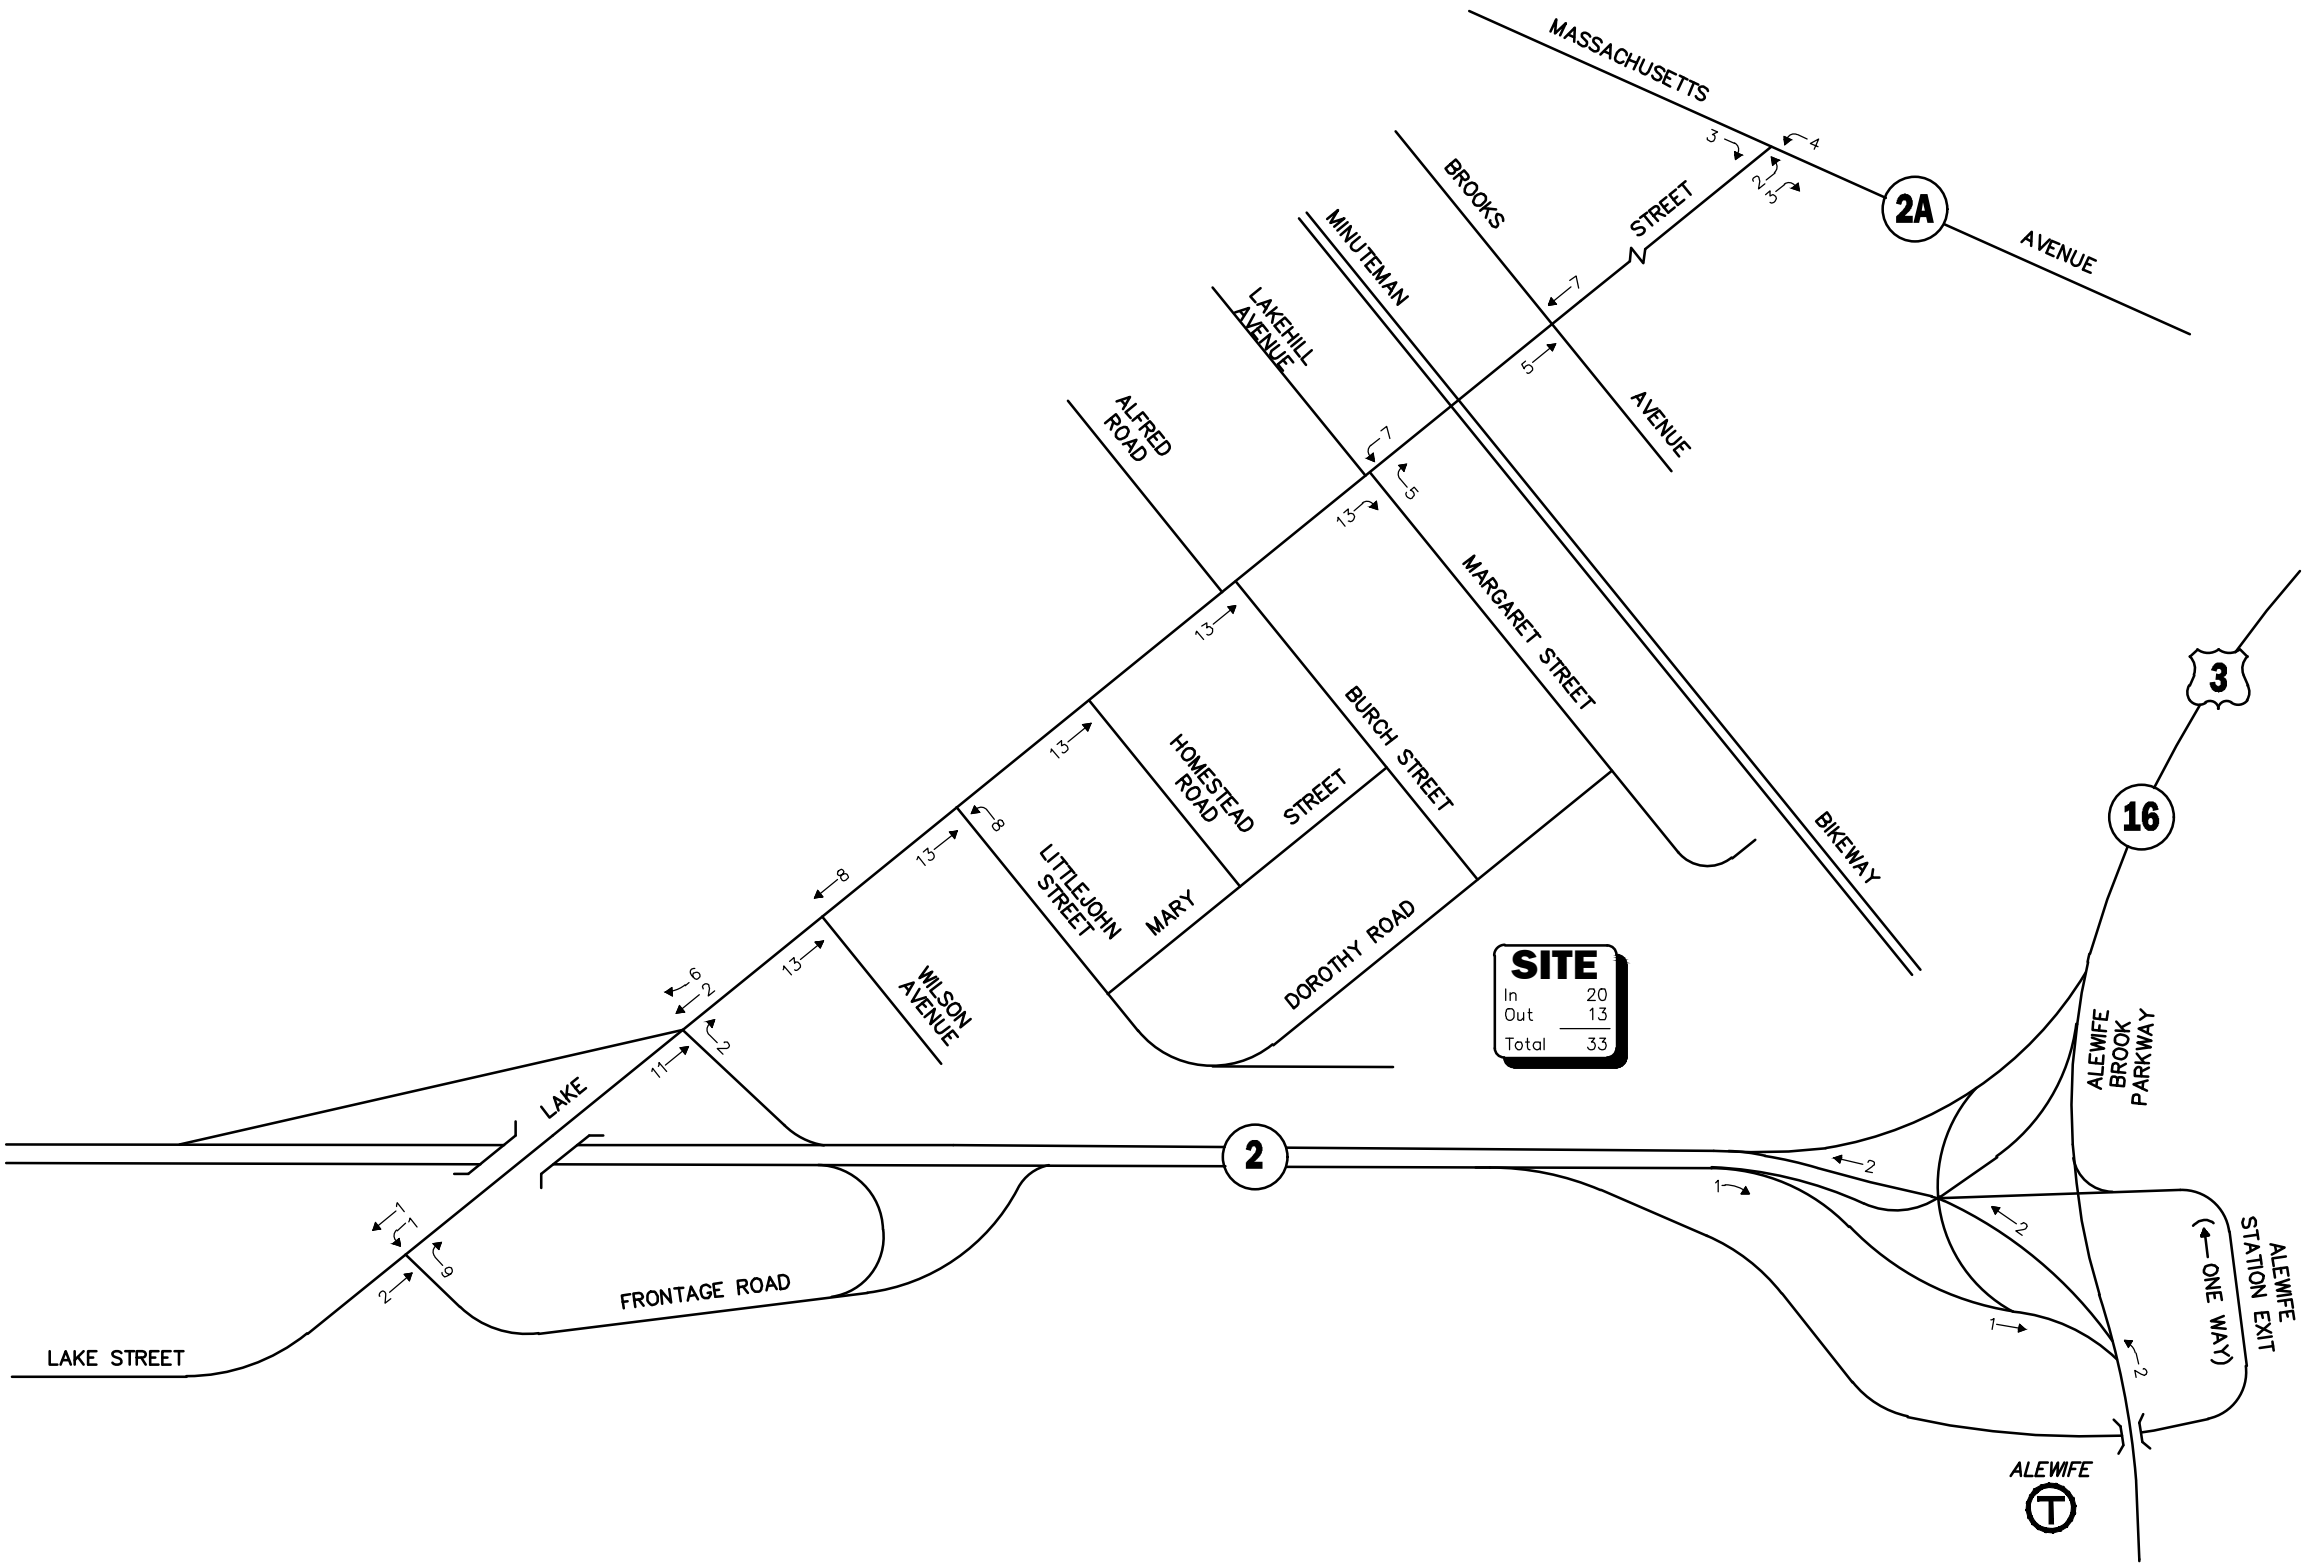 MASSACHUSETTS
3
4
2
3
2A
AVENUE
BROOKS
STREET
MINUTEMAN
7
5
LAKEHILL
AVENUE
AVENUE
ALFRED
ROAD
7
5
13
MARGARET STREET
13
3
BURCH STREET
13
HOMESTEAD
ROAD
STREET
16
BIKEWAY
8
13
LITTLEJOHN
STREET
8
MARY
DOROTHY ROAD
13
WILSON
AVENUE
SITE
In 20
Out 13
Total 33
6
2
2
11
ALEWIFE
BROOK
PARKWAY
LAKE
2
2
1
1
1
9
2
2
ALEWIFE
STATION EXIT
(← ONE WAY)
FRONTAGE ROAD
1
LAKE STREET
2
ALEWIFE
T